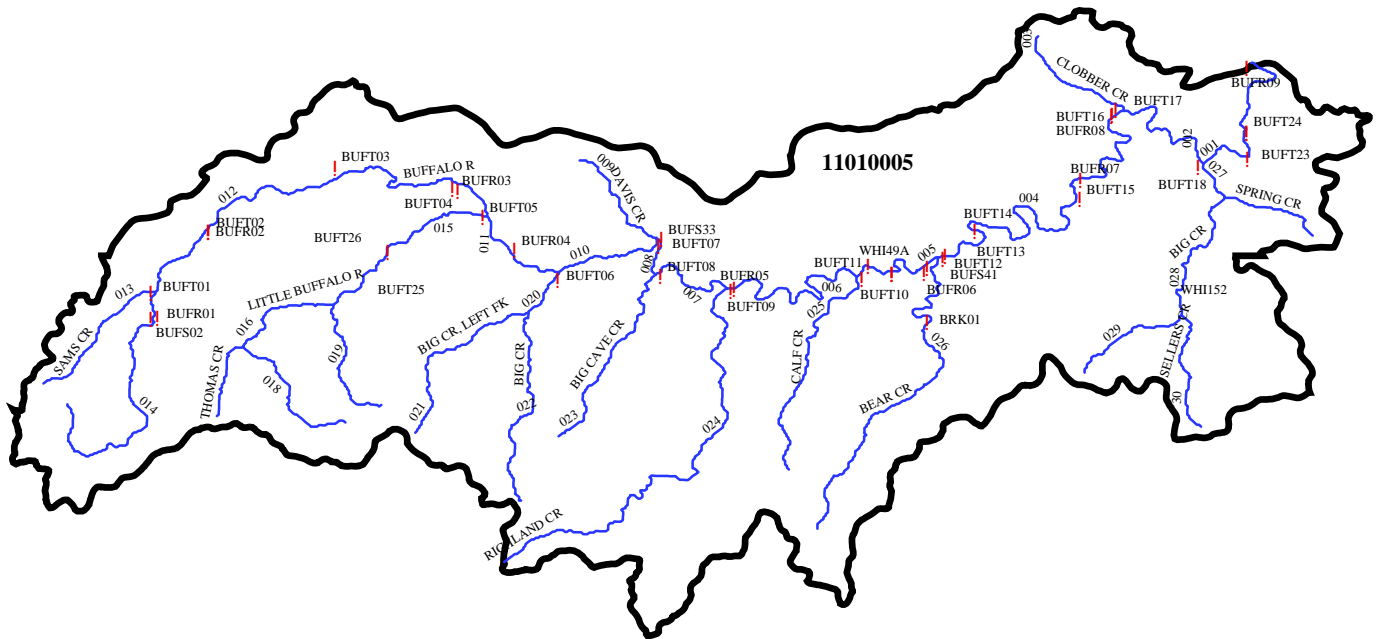 003
CLOBBER CR
BUFR09
BUFT17
BUFT16
BUFR08
BUFT24
002
001
BUFT23
027
BUFT18
11010005
BUFT03
BUFFALO R
009
DAVIS CR
BUFR03
BUFT04
BUFT05
012
015
011
BUFR07
BUFT15
SPRING CR
004
BUFT02
BUFR02
BUFT26
BUFR04
010
BUFS33
BUFT07
BUFT14
BUFT13
BIG CR
WHI49A
005
BUFT12
BUFS41
BUFT11
BUFT10
BUFR06
008
BUFT08
BUFT06
BUFR05
BUFT09
007
006
025
028
WHI152
013
BUFT01
BUFR01
BUFS02
LITTLE BUFFALO R
BUFT25
020
BIG CR, LEFT FK
BRK01
026
016
019
029
SELLERS CR
SAMS CR
THOMAS CR
018
BIG CR
BIG CAVE CR
CALF CR
BEAR CR
014
021
022
023
024
30
RICHLAND CR